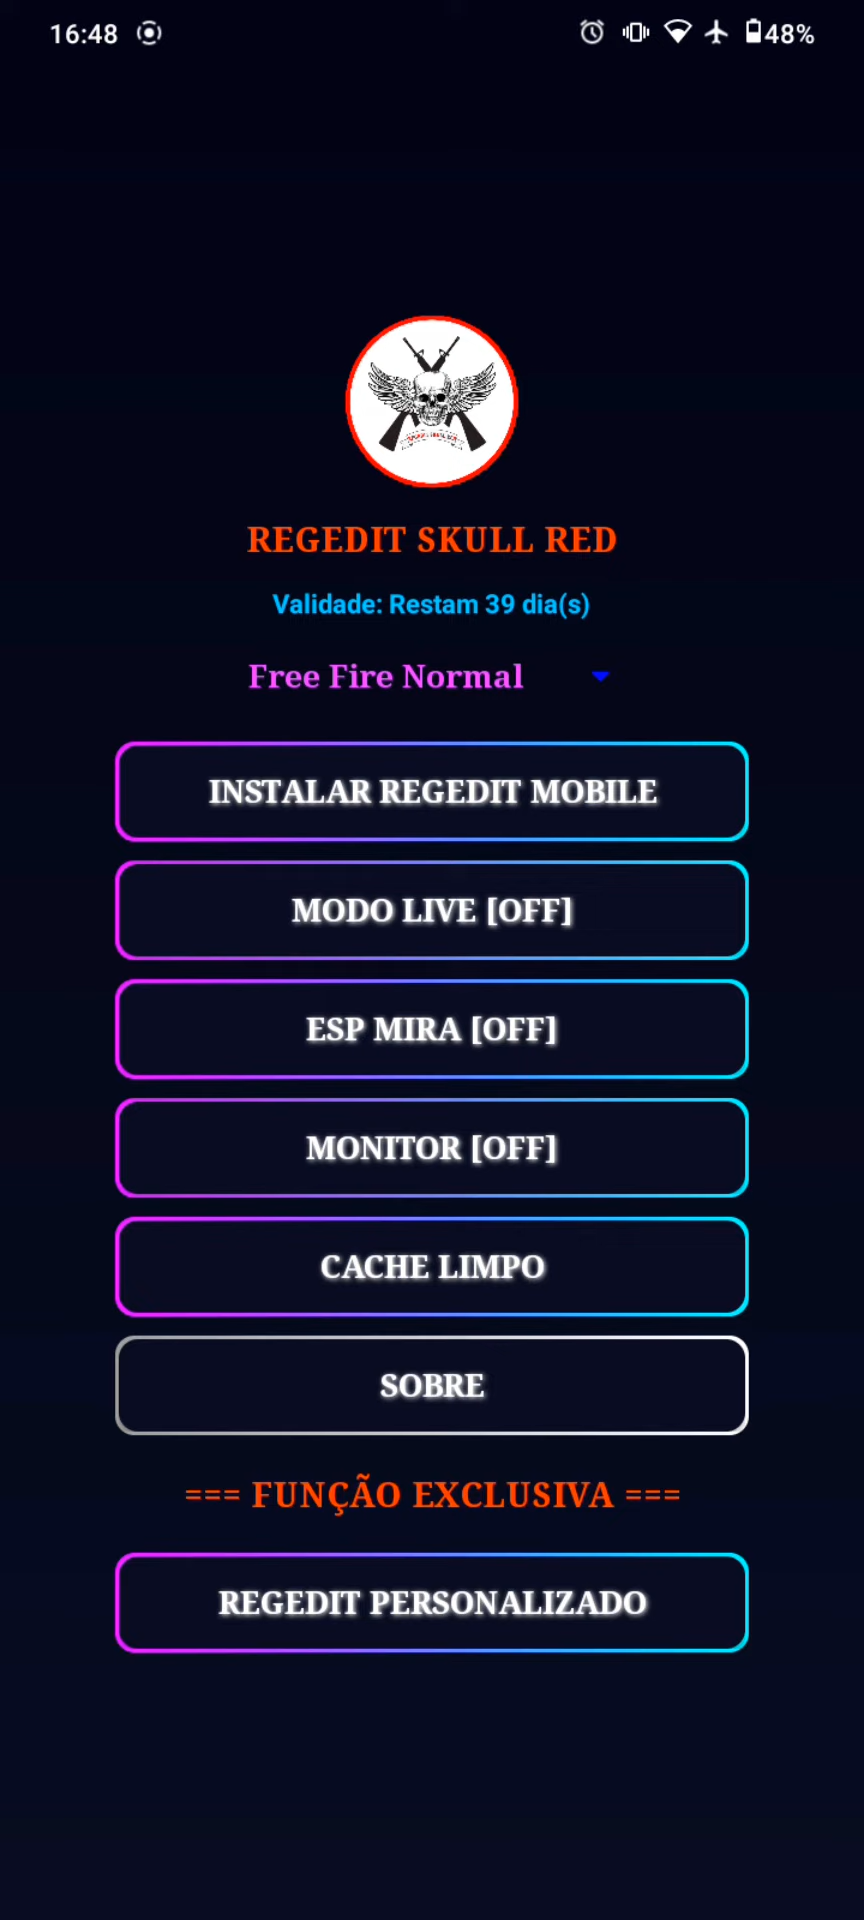 16:48
48%
REGEDIT SKULL RED
Validade: Restam 39 dia(s)
Free Fire Normal
INSTALAR REGEDIT MOBILE
MODO LIVE [OFF]
ESP MIRA [OFF]
MONITOR [OFF]
CACHE LIMPO
SOBRE
=== FUNÇÃO EXCLUSIVA ===
REGEDIT PERSONALIZADO